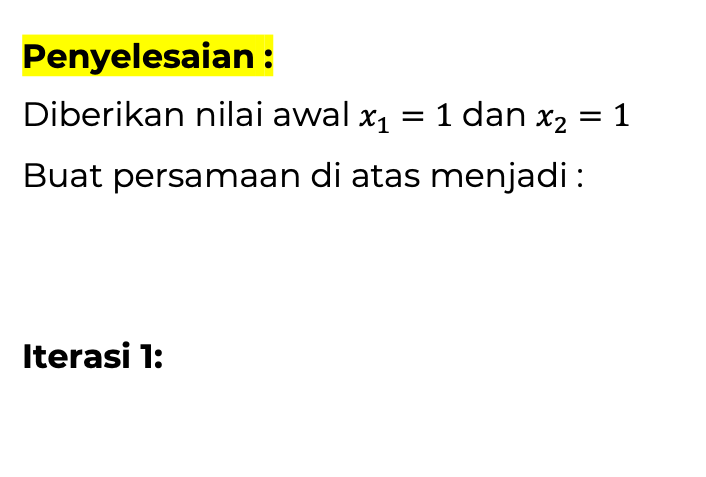 Penyelesaian :
Diberikan nilai awal x₁ = 1 dan x₂ = 1
Buat persamaan di atas menjadi :
Iterasi 1: